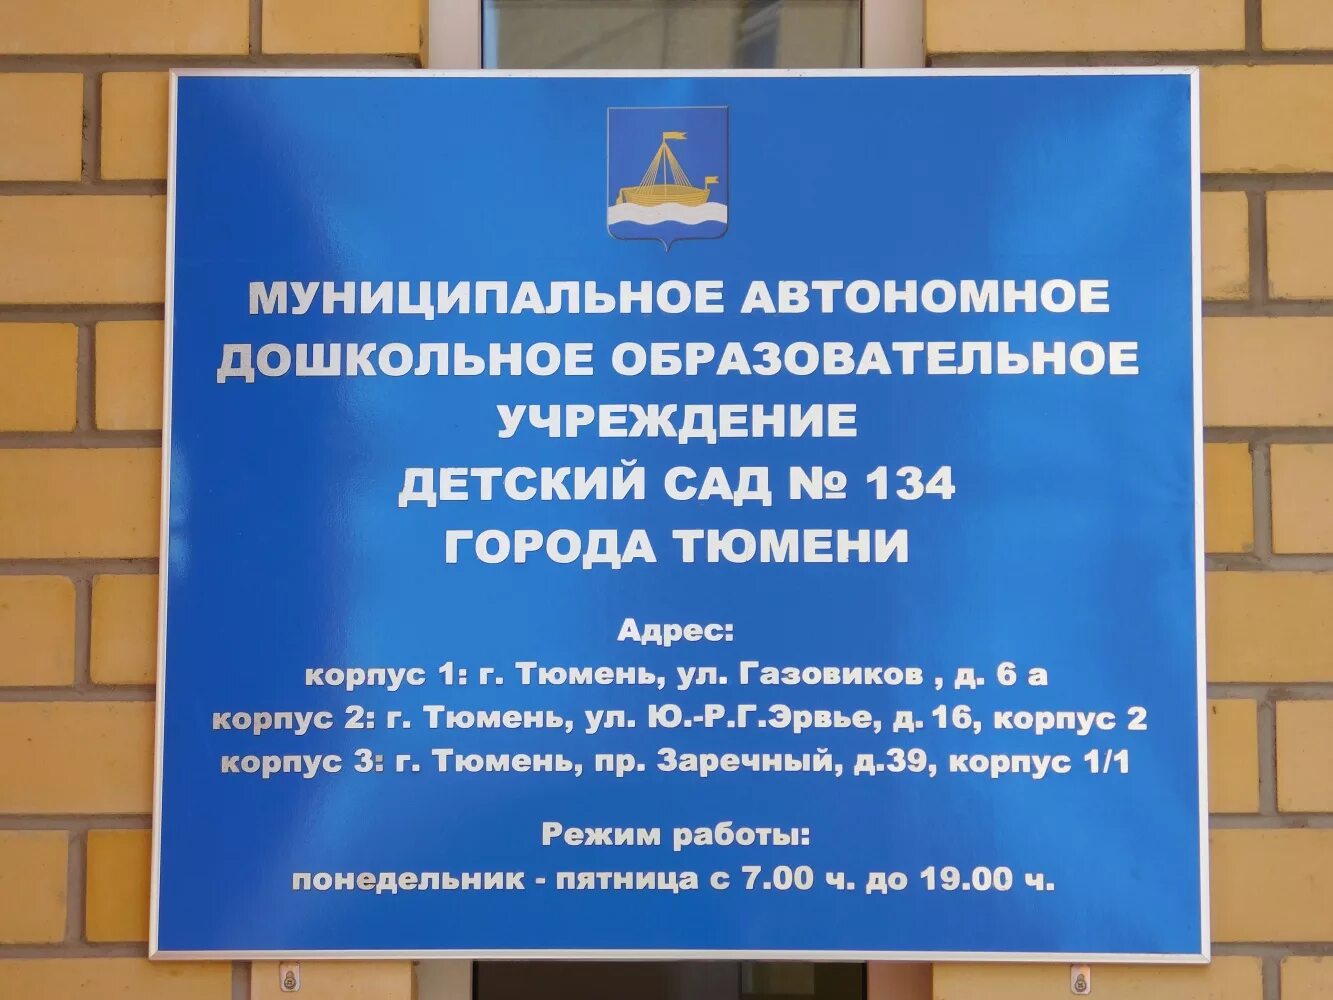 МУНИЦИПАЛЬНОЕ АВТОНОМНОЕ
ДОШКОЛЬНОЕ ОБРАЗОВАТЕЛЬНОЕ
УЧРЕЖДЕНИЕ
ДЕТСКИЙ САД № 134
ГОРОДА ТЮМЕНИ
Адрес:
корпус 1: г. Тюмень, ул. Газовиков , д. 6 а
корпус 2: г. Тюмень, ул. Ю.-Р.Г.Эрвье, д. 16, корпус 2
корпус 3: г. Тюмень, пр. Заречный, д.39, корпус 1/1
Режим работы:
понедельник - пятница с 7.00 ч. до 19.00 ч.